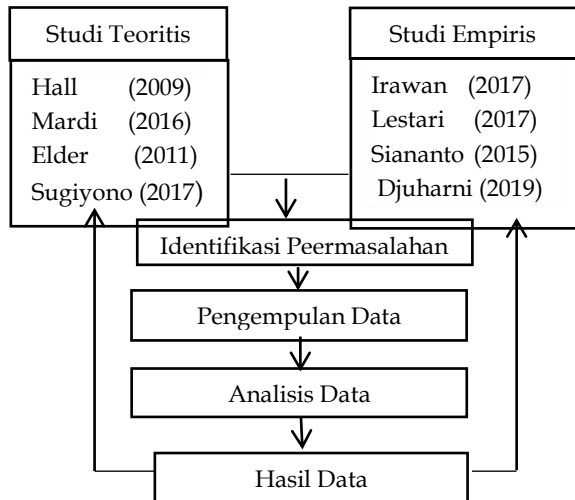 Studi Teoritis
Hall (2009)
Mardi (2016)
Elder (2011)
Sugiyono (2017)
Studi Empiris
Irawan (2017)
Lestari (2017)
Siananto (2015)
Djuharni (2019)
Identifikasi Peermasalahan
Pengempulan Data
Analisis Data
Hasil Data